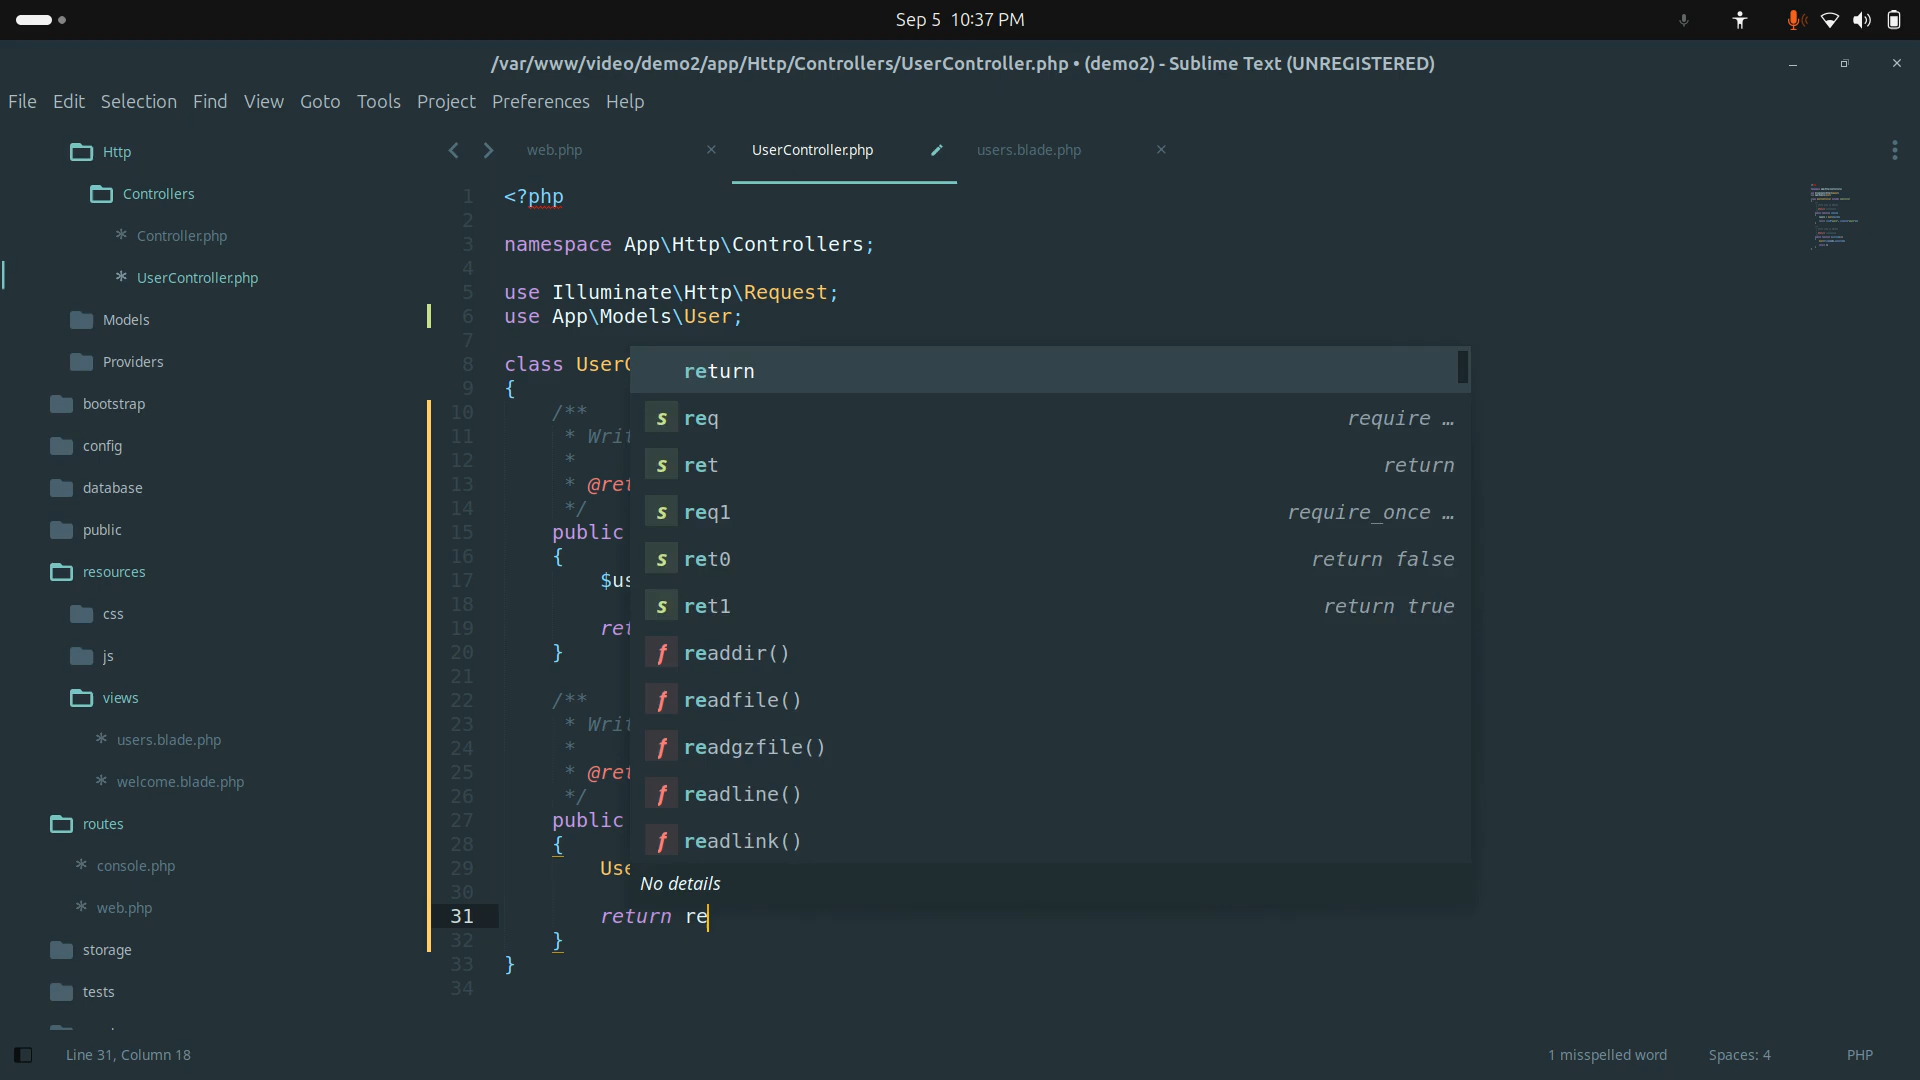 Sep 5 10:37 PM
/var/www/video/demo2/app/Http/Controllers/UserController.php • (demo2) - Sublime Text (UNREGISTERED)
File Edit Selection Find View Goto Tools Project Preferences Help
Http
Controllers
Controller.php
UserController.php
Models
Providers
bootstrap
config
database
public
resources
css
js
views
users.blade.php
welcome.blade.php
routes
console.php
web.php
storage
tests
web.php UserController.php users.blade.php
1 <?php
2
3 namespace App\Http\Controllers;
4
5 use Illuminate\Http\Request;
6 use App\Models\User;
7
8 class User
9 {
10 /**
11 * Writ
12 *
13 * @ret
14 */
15 public
16 {
17 $us
18
19 ret
20 }
21
22 /**
23 * Writ
24 *
25 * @ret
26 */
27 public
28 {
29 Use
30
31 return re
32 }
33 }
34
return
s req require …
s ret return
s req1 require_once …
s ret0 return false
s ret1 return true
f readdir()
f readfile()
f readgzfile()
f readline()
f readlink()
No details
Line 31, Column 18
1 misspelled word Spaces: 4 PHP